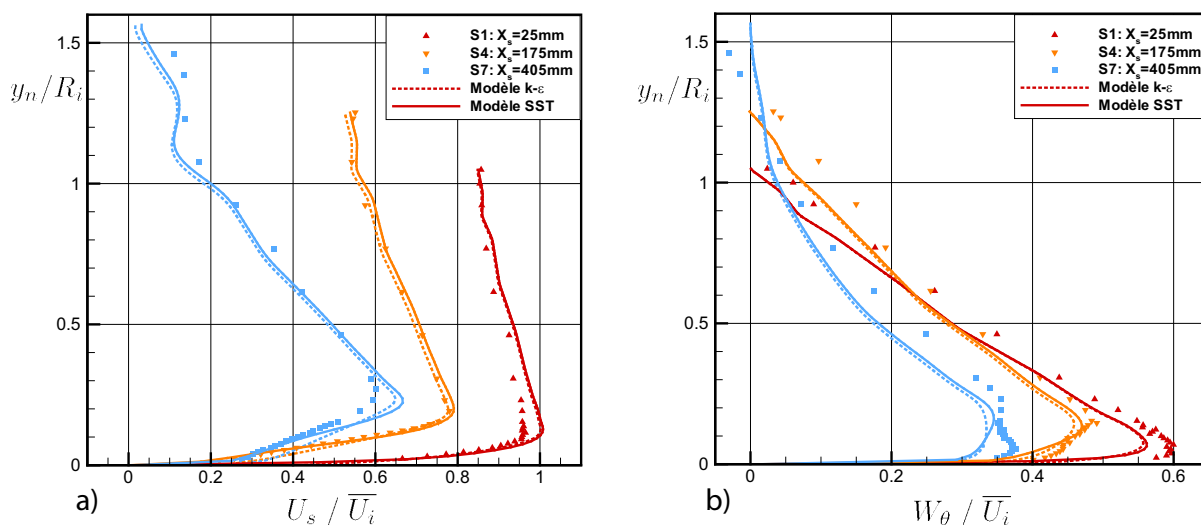 1.5
y_n/R_i
1
0.5
0
0
0.2
0.4
0.6
0.8
1
S1: X_s=25mm
S4: X_s=175mm
S7: X_s=405mm
Modèle k-ε
Modèle SST
a)
U_s / \overline{U_i}
1.5
y_n/R_i
1
0.5
0
0
0.2
0.4
0.6
S1: X_s=25mm
S4: X_s=175mm
S7: X_s=405mm
Modèle k-ε
Modèle SST
b)
W_θ / \overline{U_i}